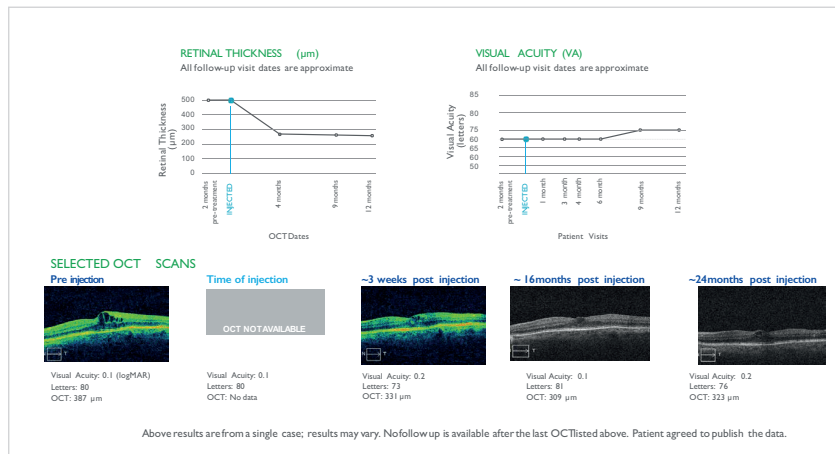 RETINAL THICKNESS (µm)
All follow-up visit dates are approximate
Retinal Thickness
(µm)
500
400
300
200
0
2 months
pre-treatment
INJECTED
4 months
9 months
12 months
OCT Dates
VISUAL ACUITY (VA)
All follow-up visit dates are approximate
Visual Acuity
(letters)
85
80
75
60
65
60
50
2 months
pre-treatment
INJECTED
1 month
3 month
4 month
6 month
9 months
12 months
Patient Visits
SELECTED OCT SCANS
Pre injection
Visual Acuity: 0.1 (logMAR)
Letters: 80
OCT: 387 µm
Time of injection
OCT NOT AVAILABLE
Visual Acuity: 0.1
Letters: 80
OCT: No data
~3 weeks post injection
N T
Visual Acuity: 0.2
Letters: 73
OCT: 331 µm
~ 16months post injection
N T
Visual Acuity: 0.1
Letters: 81
OCT: 309 µm
~24months post injection
N T
Visual Acuity: 0.2
Letters: 76
OCT: 323 µm
Above results are from a single case; results may vary. No follow up is available after the last OCT listed above. Patient agreed to publish the data.